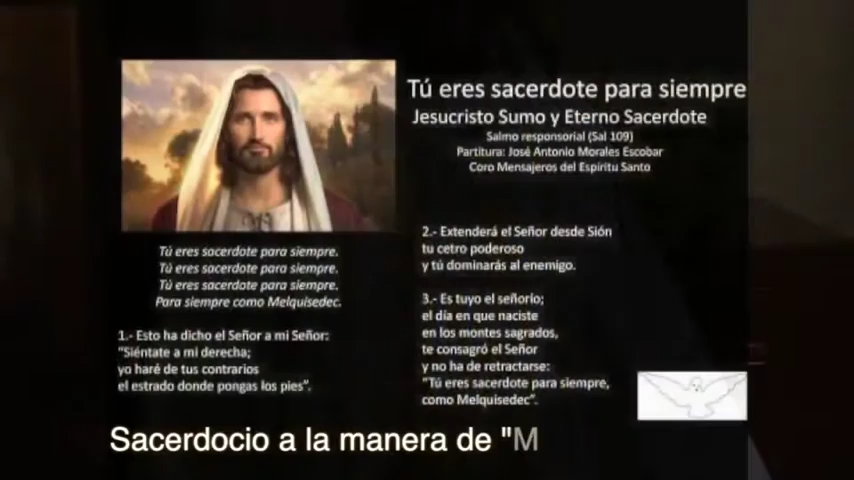 Tú eres sacerdote para siempre
Jesucristo Sumo y Eterno Sacerdote
Salmo responsorial (Sal 109)
Partitura: José Antonio Morales Escobar
Coro Mensajeros del Espíritu Santo
Tú eres sacerdote para siempre.
Tú eres sacerdote para siempre.
Tú eres sacerdote para siempre.
Para siempre como Melquisedec.
1.- Esto ha dicho el Señor a mi Señor:
"Siéntate a mi derecha;
yo haré de tus contrarios
el estrado donde pongas los pies".
2.- Extenderá el Señor desde Sión
tu cetro poderoso
y tú dominarás al enemigo.
3.- Es tuyo el señorío;
el día en que naciste
en los montes sagrados,
te consagró el Señor
y no ha de retractarse:
"Tú eres sacerdote para siempre,
como Melquisedec".
Sacerdocio a la manera de "M